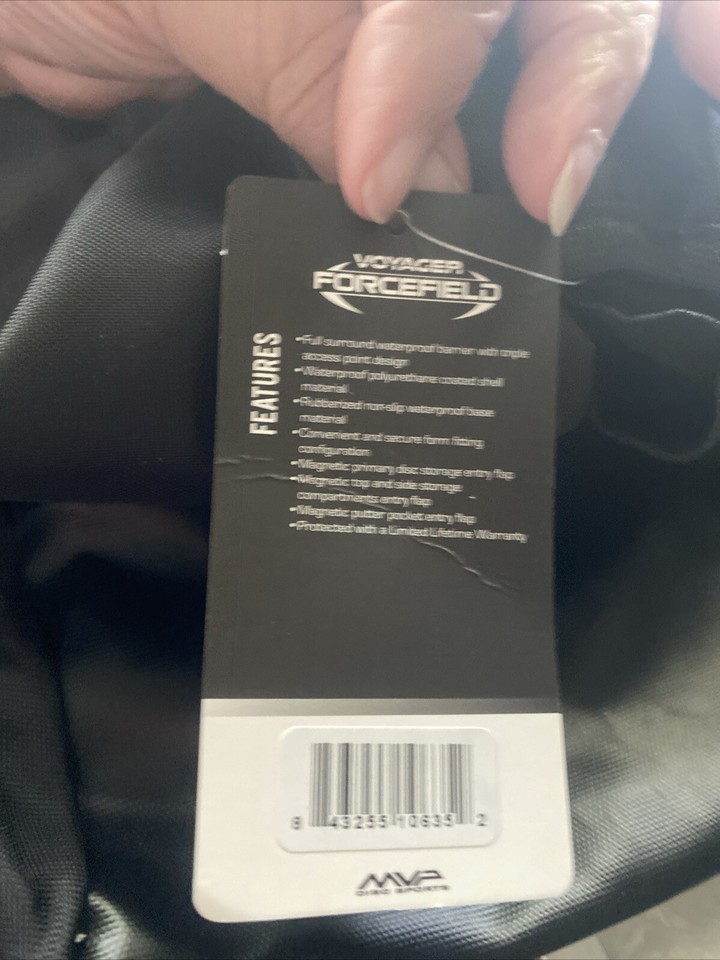 VOYAGER
FORCEFIELD
FEATURES
•Full surround waterproof barrier with triple
access point design
•Waterproof polyurethane coated shell
material
•Rubberized non-slip waterproof base
material
•Convenient and secure form fitting
configuration
•Magnetic primary disc storage entry flap
•Magnetic top and side storage
compartments entry flap
•Magnetic putter pocket entry flap
•Protected with a Limited Lifetime Warranty
8 43255 10635 2
MVP
DISC SPORTS